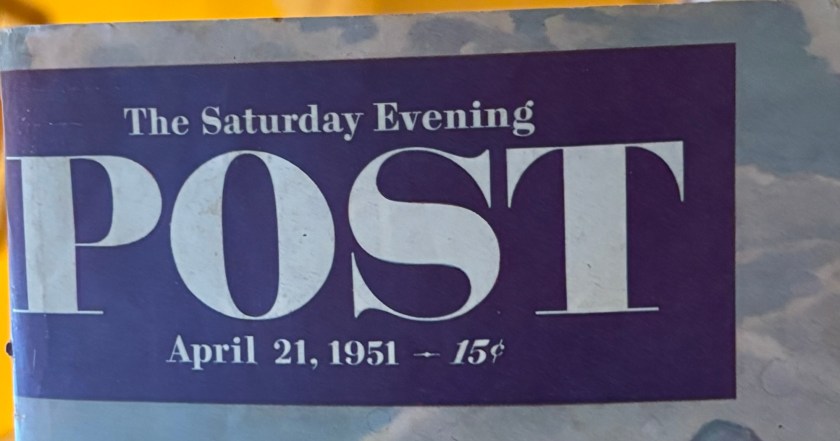 The Saturday Evening
POST
April 21, 1951 – 15¢